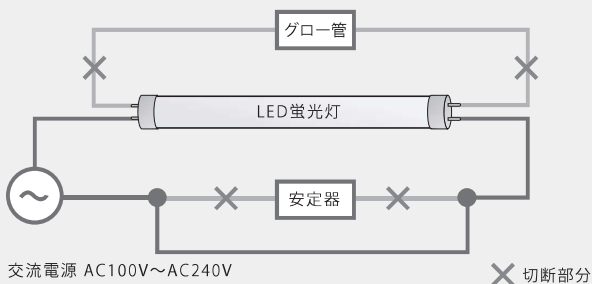 グロー管
LED蛍光灯
安定器
交流電源 AC100V〜AC240V
切断部分